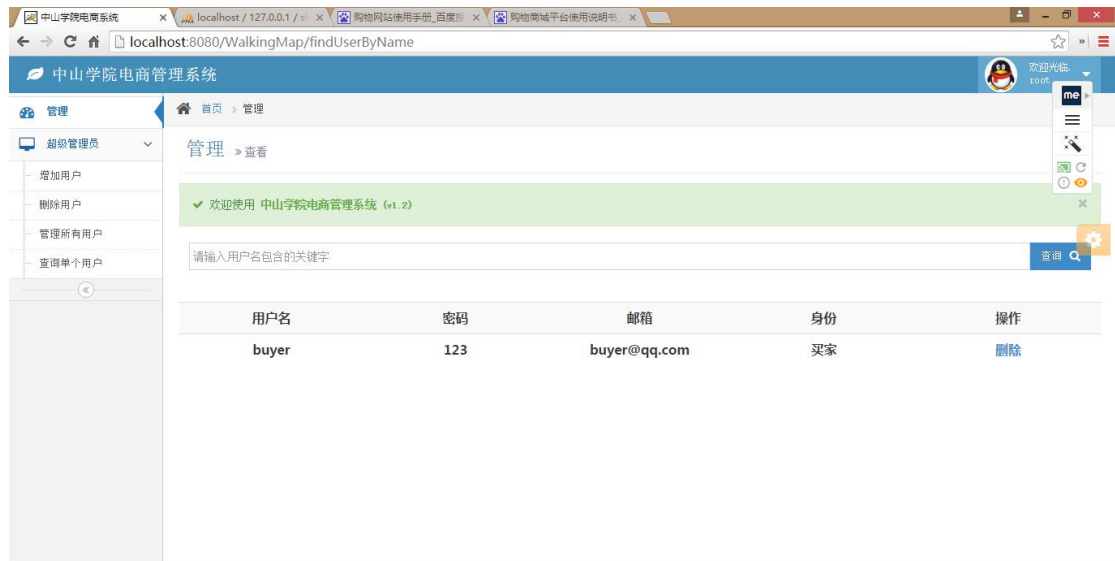 中山学院电商系统
localhost / 127.0.0.1 / sl
购物网站使用手册_百度
购物商城平台使用说明书_
localhost:8080/WalkingMap/findUserByName
中山学院电商管理系统
欢迎光临,
root
me
管理
首页 > 管理
超级管理员
管理 » 查看
增加用户
删除用户
✔ 欢迎使用 中山学院电商管理系统 (v1.2)
管理所有用户
查询单个用户
请输入用户名包含的关键字
查询
用户名 密码 邮箱 身份 操作
buyer 123 buyer@qq.com 买家 删除